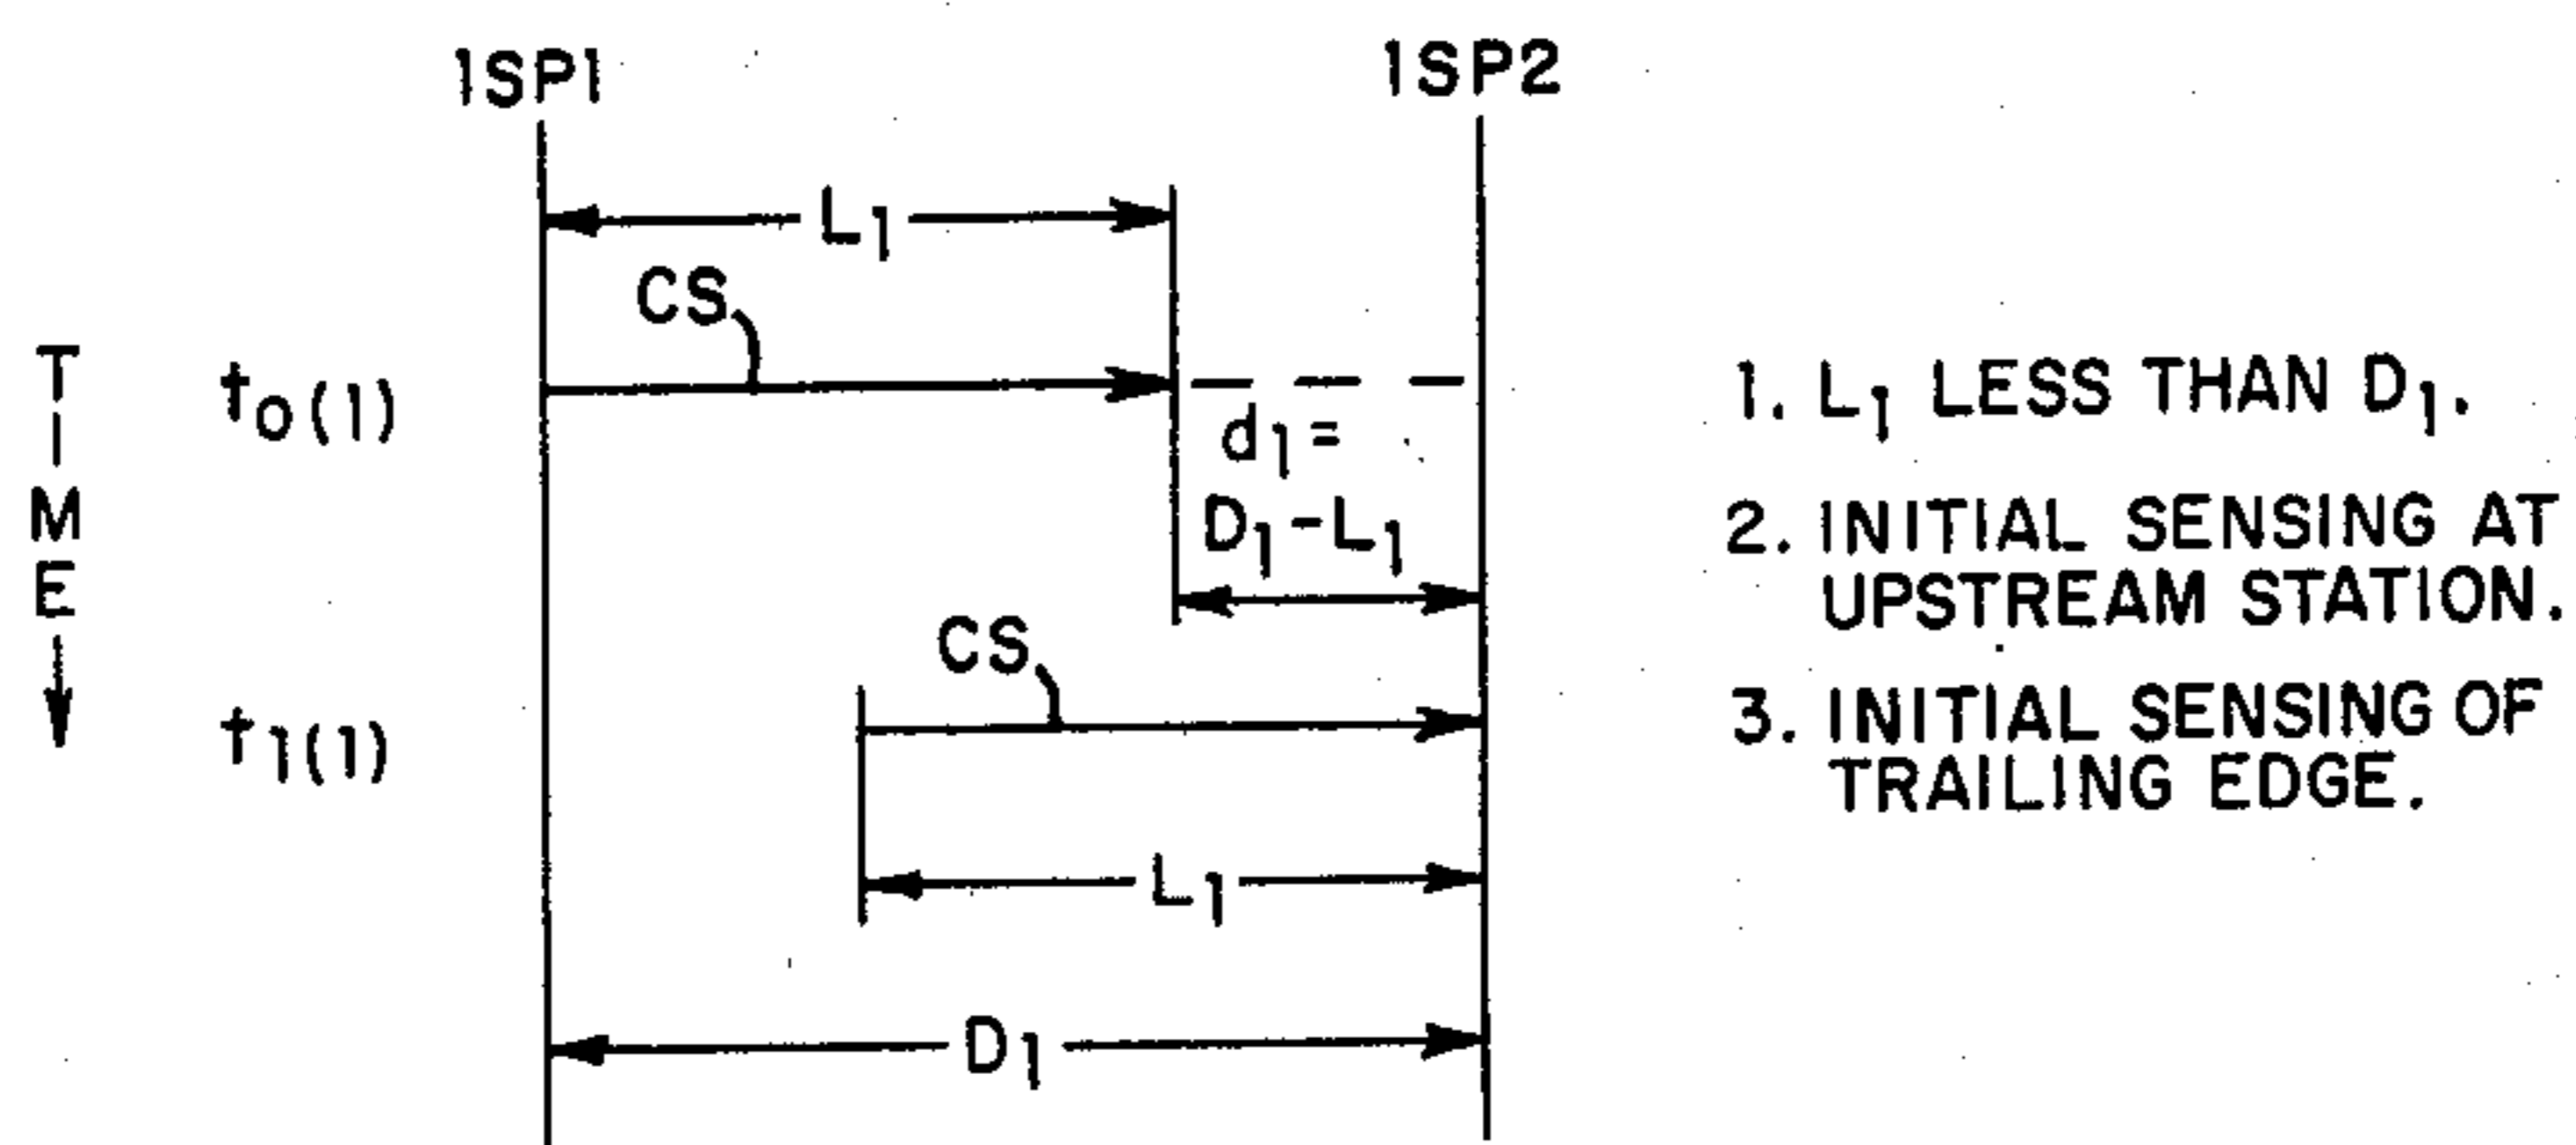 1SP1
1SP2
L1
CS
TIME
t0(1)
d1=
D1-L1
CS
t1(1)
L1
D1
1. L1 LESS THAN D1.
2. INITIAL SENSING AT
UPSTREAM STATION.
3. INITIAL SENSING OF
TRAILING EDGE.